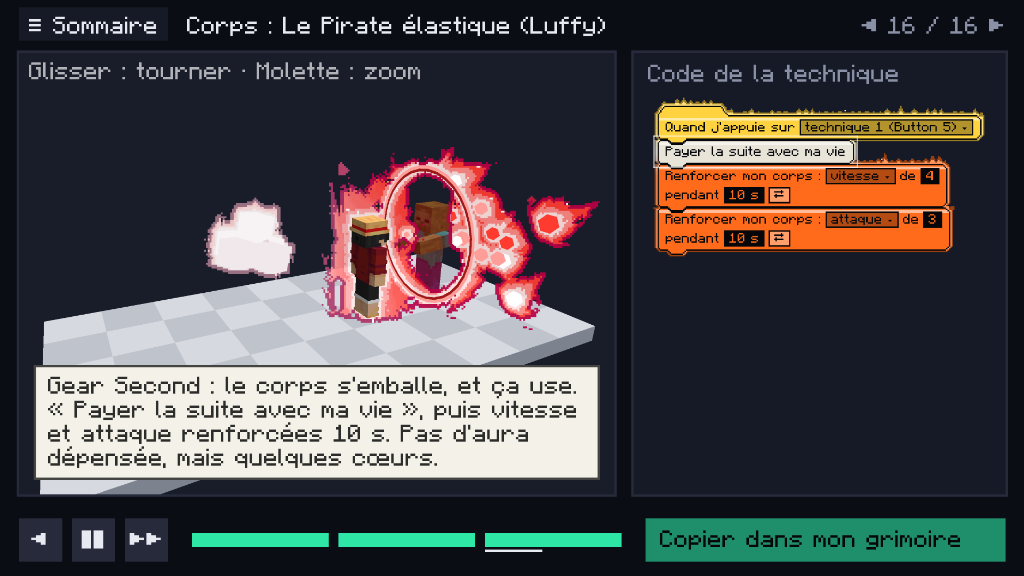 ≡ Sommaire
Corps : Le Pirate élastique (Luffy)
16 / 16
Glisser : tourner · Molette : zoom
Code de la technique
Quand j'appuie sur technique 1 (Button 5)
Payer la suite avec ma vie
Renforcer mon corps : vitesse de 4
pendant 10 s ⇄
Renforcer mon corps : attaque de 3
pendant 10 s ⇄
Gear Second : le corps s'emballe, et ça use.
« Payer la suite avec ma vie », puis vitesse
et attaque renforcées 10 s. Pas d'aura
dépensée, mais quelques cœurs.
Copier dans mon grimoire